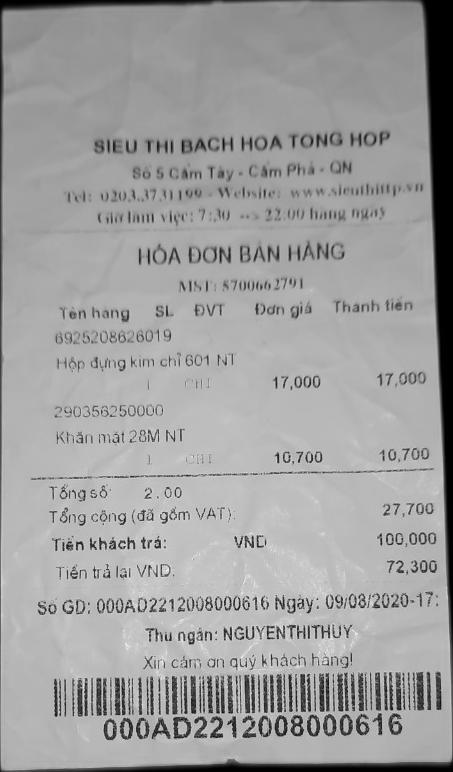 SIEU THI BACH HOA TONG HOP
Số 5 Cẩm Tây - Cẩm Phả - QN
Tel: 0203.3731199 - Website: www.sieuthittp.vn
Giờ làm việc: 7:30 --> 22:00 hàng ngày
HÓA ĐƠN BÁN HÀNG
MST: 5700662791
Tên hàng SL ĐVT Đơn giá Thành tiền
6925208626019
Hộp đựng kim chỉ 601 NT
1 CHI 17,000 17,000
290356250000
Khăn mặt 28M NT
1 CHI 10,700 10,700
Tổng số: 2.00
Tổng cộng (đã gồm VAT): 27,700
Tiền khách trả: VND 100,000
Tiền trả lại VND: 72,300
Số GD: 000AD2212008000616 Ngày: 09/08/2020-17:
Thu ngân: NGUYENTHITHUY
Xin cảm ơn quý khách hàng!
000AD2212008000616